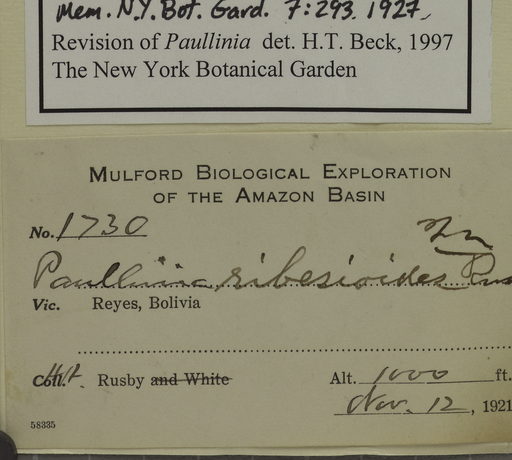 Mem. N.Y. Bot. Gard. 7:293. 1927.
Revision of Paullinia det. H.T. Beck, 1997
The New York Botanical Garden
MULFORD BIOLOGICAL EXPLORATION
OF THE AMAZON BASIN
No. 1730
Paullinia ribesioides
Vic. Reyes, Bolivia
Rusby and White Alt. 1000 ft.
Nov. 12, 1921
58335